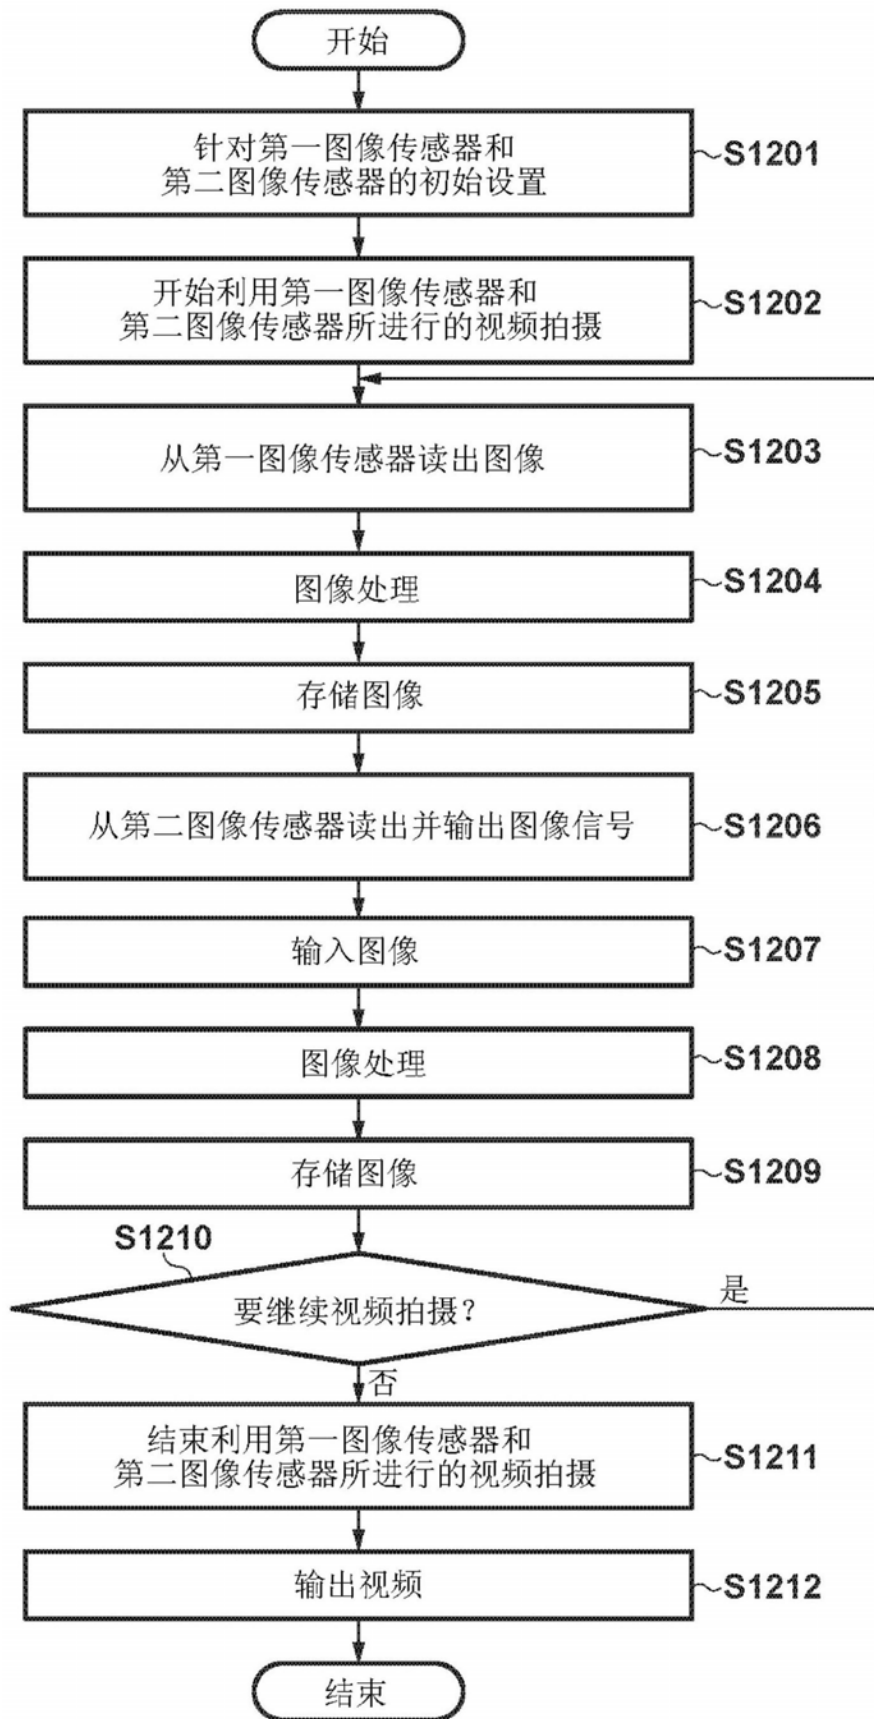 开始
针对第一图像传感器和
第二图像传感器的初始设置
S1201
开始利用第一图像传感器和
第二图像传感器所进行的视频拍摄
S1202
从第一图像传感器读出图像
S1203
图像处理
S1204
存储图像
S1205
从第二图像传感器读出并输出图像信号
S1206
输入图像
S1207
图像处理
S1208
存储图像
S1209
S1210
要继续视频拍摄?
是
否
结束利用第一图像传感器和
第二图像传感器所进行的视频拍摄
S1211
输出视频
S1212
结束